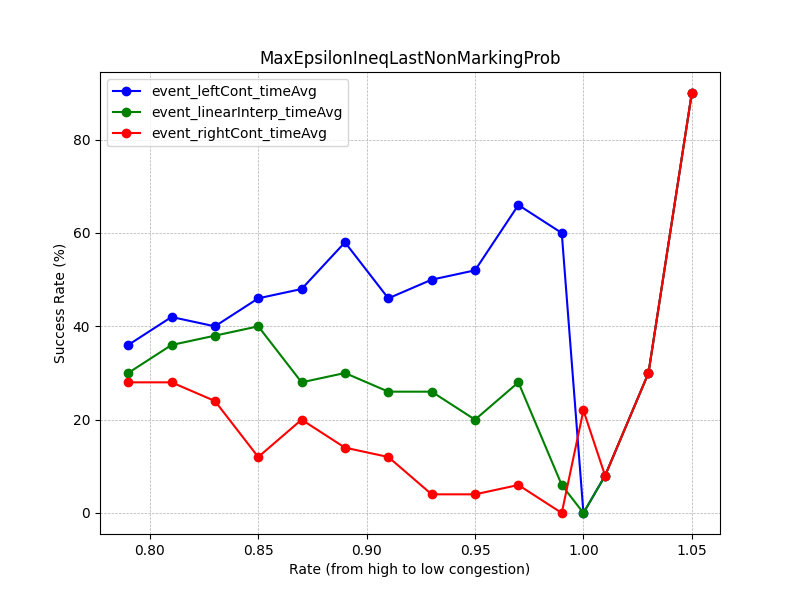 MaxEpsilonIneqLastNonMarkingProb
event_leftCont_timeAvg
event_linearInterp_timeAvg
event_rightCont_timeAvg
Success Rate (%)
80
60
40
20
0
0.80
0.85
0.90
0.95
1.00
1.05
Rate (from high to low congestion)